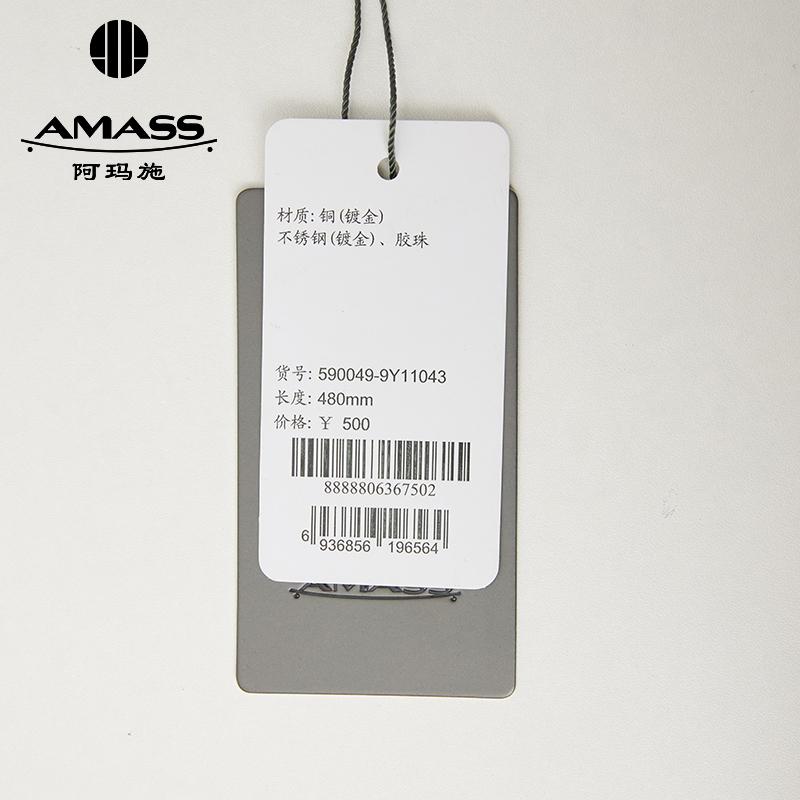 AMASS
阿玛施
材质: 铜(镀金)
不锈钢(镀金)、胶珠
货号: 590049-9Y11043
长度: 480mm
价格: ¥ 500
8888806367502
6 936856 196564
AMASS